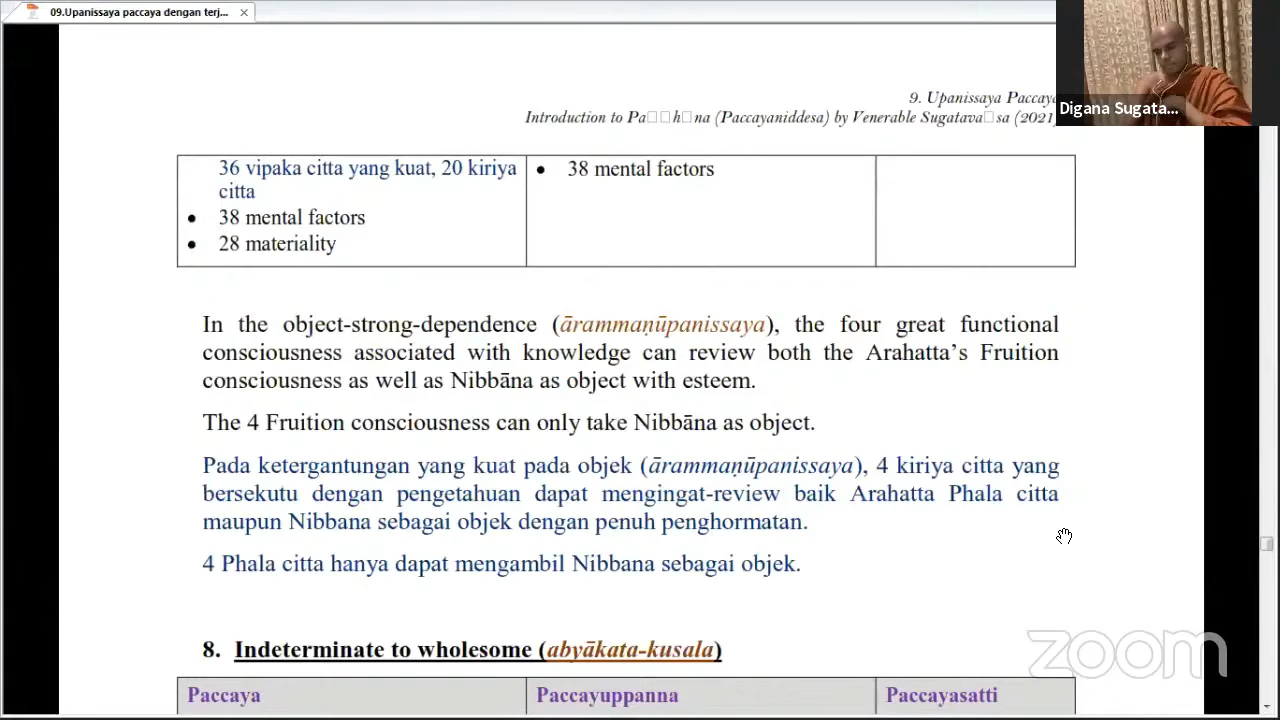 09.Upanissaya paccaya dengan terj...
Digana Sugata...
9. Upanissaya Paccaya
Introduction to Pa□□h□na (Paccayaniddesa) by Venerable Sugatava□sa (2021)
36 vipaka citta yang kuat, 20 kiriya
citta
• 38 mental factors
• 28 materiality
• 38 mental factors
In the object-strong-dependence (ārammaṇūpanissaya), the four great functional
consciousness associated with knowledge can review both the Arahatta’s Fruition
consciousness as well as Nibbāna as object with esteem.
The 4 Fruition consciousness can only take Nibbāna as object.
Pada ketergantungan yang kuat pada objek (ārammaṇūpanissaya), 4 kiriya citta yang
bersekutu dengan pengetahuan dapat mengingat-review baik Arahatta Phala citta
maupun Nibbana sebagai objek dengan penuh penghormatan.
4 Phala citta hanya dapat mengambil Nibbana sebagai objek.
8. Indeterminate to wholesome (abyākata-kusala)
Paccaya Paccayuppanna Paccayasatti
zoom